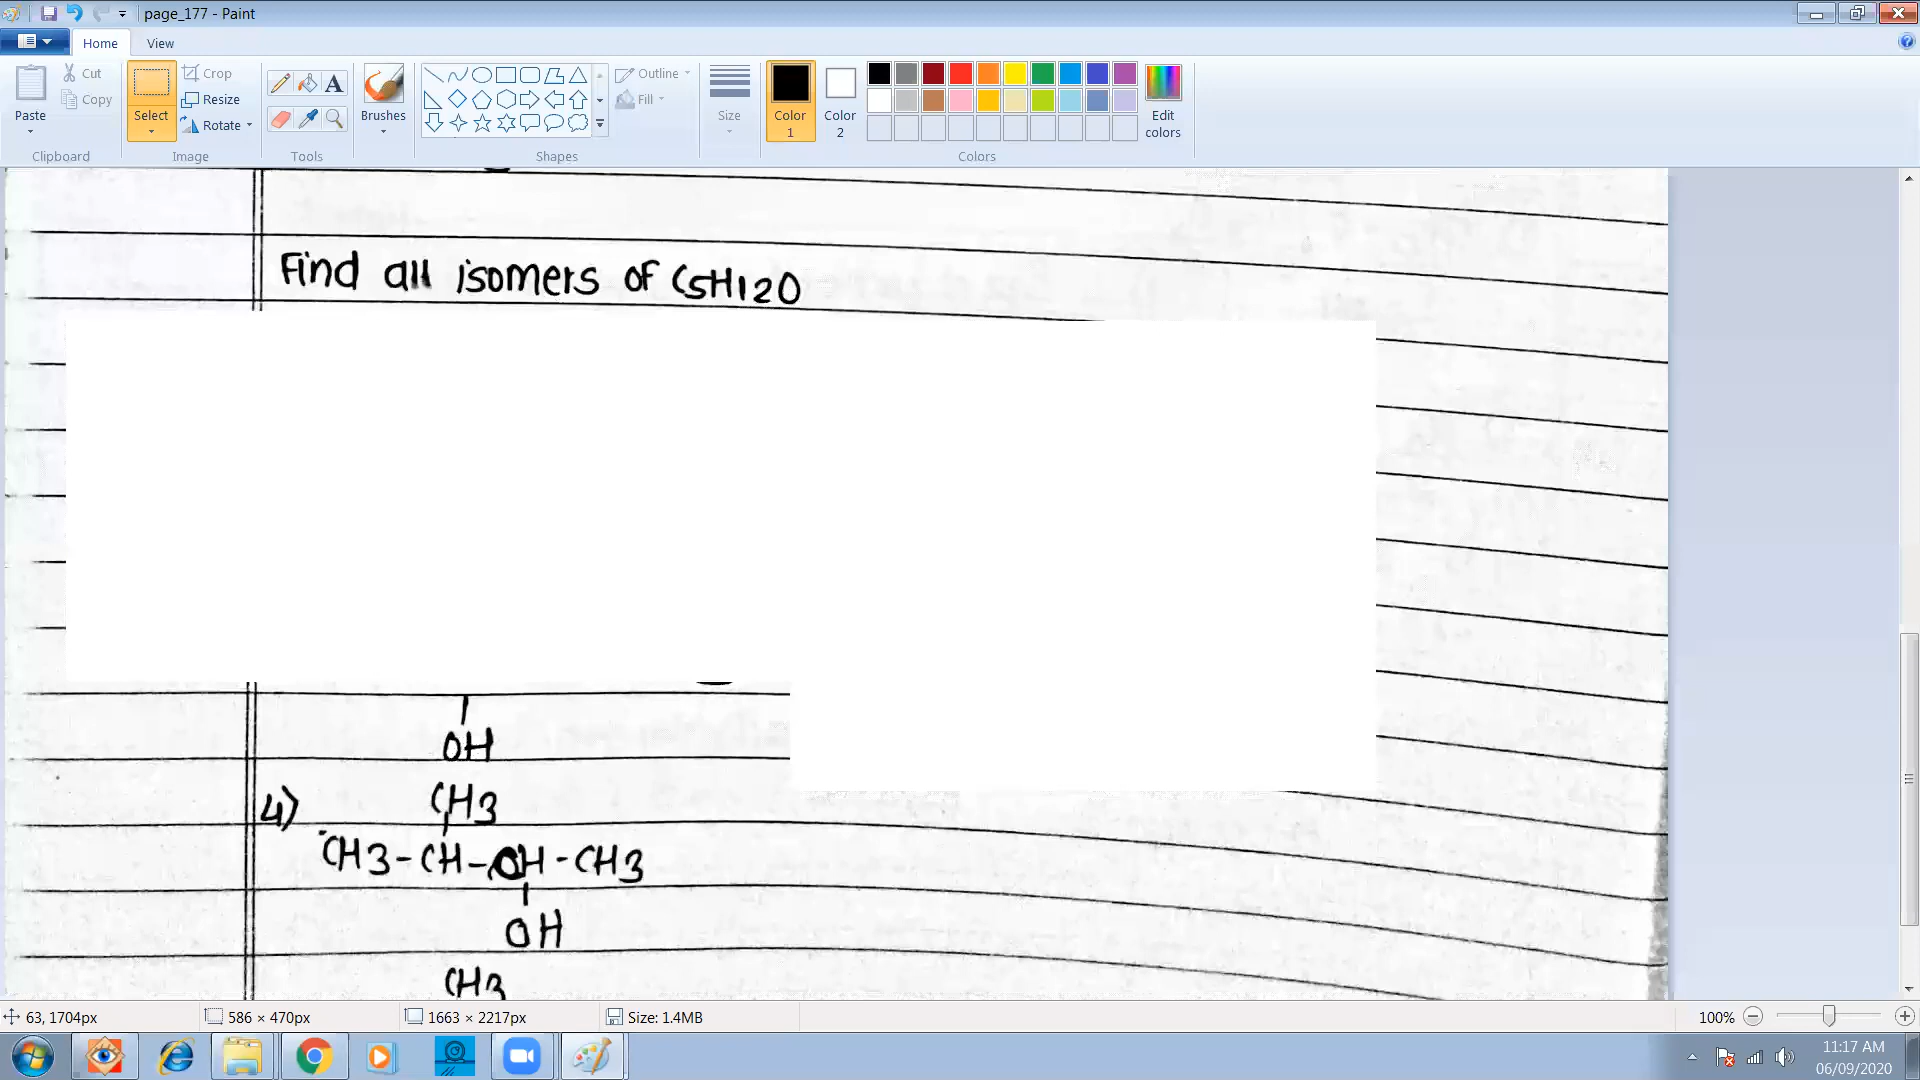 page_177 - Paint
Home View
Paste
Cut
Copy
Clipboard
Select
Crop
Resize
Rotate
Image
Tools
Brushes
Shapes
Outline
Fill
Size
Color 1
Color 2
Edit colors
Colors
Find all isomers of C5H12O
OH
4) CH3
CH3-CH-CH-CH3
OH
CH3
63, 1704px 586 × 470px 1663 × 2217px Size: 1.4MB 100%
11:17 AM
06/09/2020